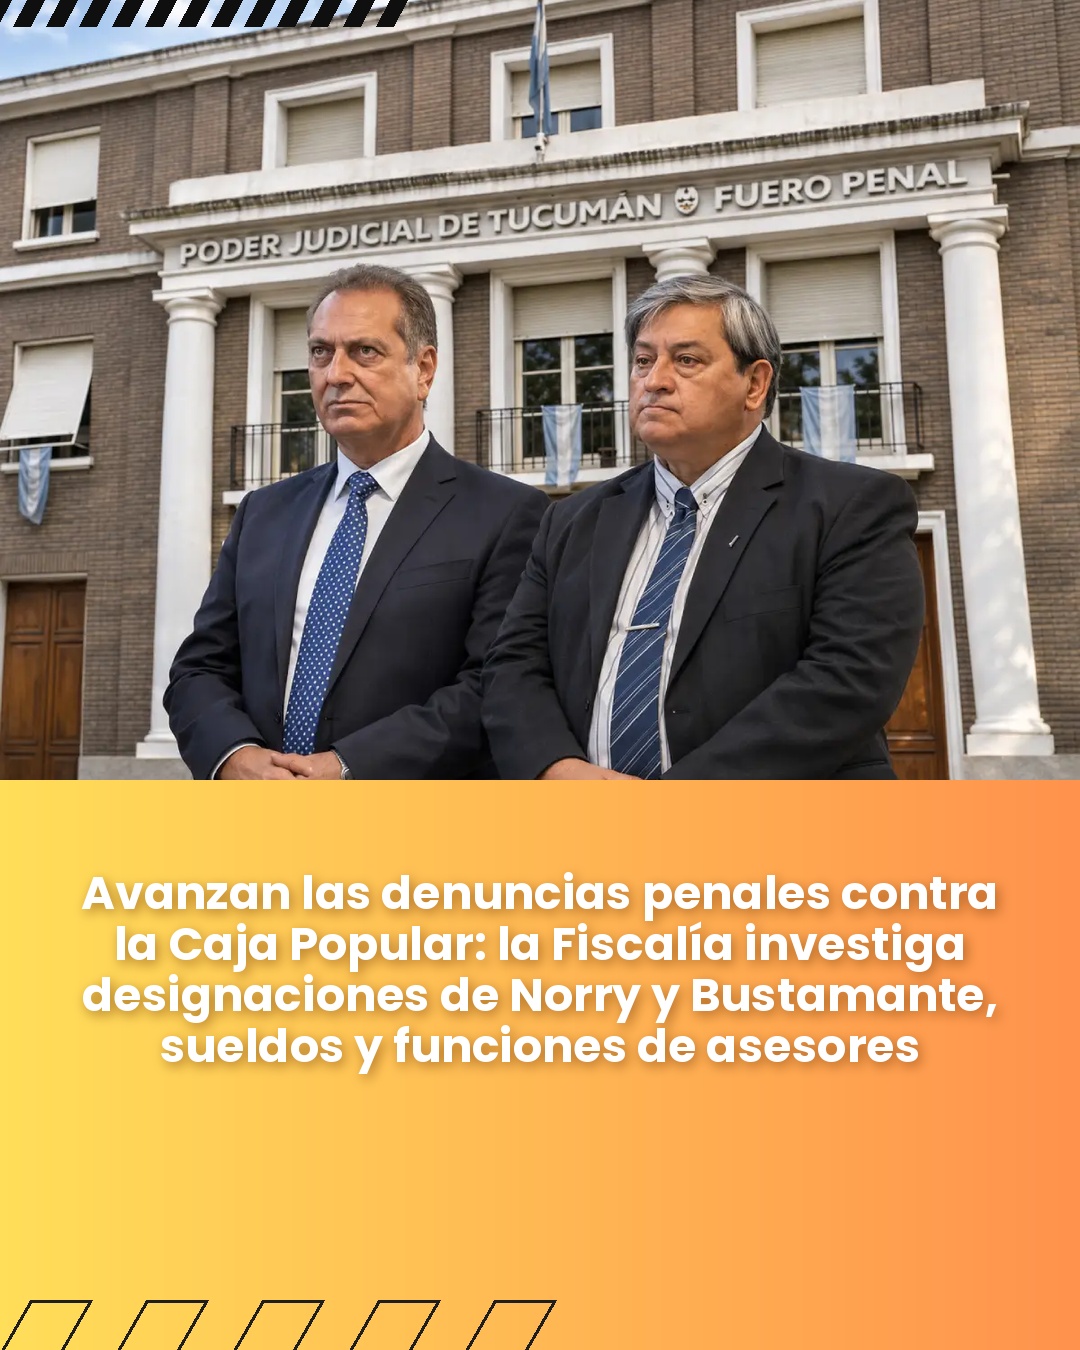 PODER JUDICIAL DE TUCUMÁN FUERO PENAL
Avanzan las denuncias penales contra
la Caja Popular: la Fiscalía investiga
designaciones de Norry y Bustamante,
sueldos y funciones de asesores